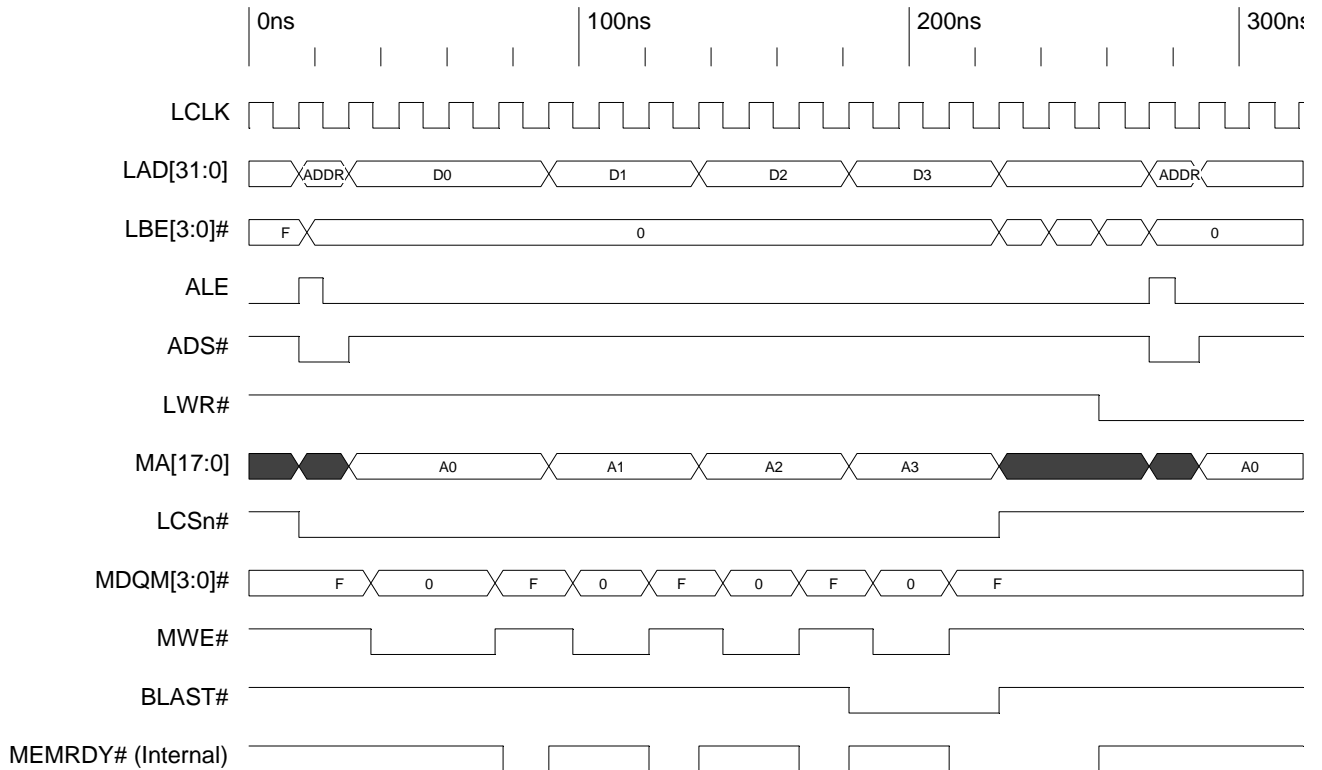 0ns 100ns 200ns 300ns
LCLK
LAD[31:0] ADDR D0 D1 D2 D3 ADDR
LBE[3:0]# F 0 0
ALE
ADS#
LWR#
MA[17:0] A0 A1 A2 A3 A0
LCSn#
MDQM[3:0]# F 0 F 0 F 0 F 0 F
MWE#
BLAST#
MEMRDY# (Internal)